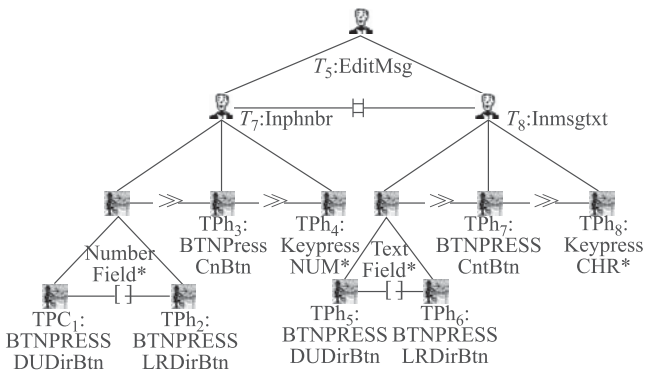 T5:EditMsg
T7:Inphnbr
T8:Inmsgtxt
>>
>>
>>
>>
TPh3:
BTNPress
CnBtn
TPh4:
Keypress
NUM*
TPh7:
BTNPRESS
CntBtn
TPh8:
Keypress
CHR*
Number
Field*
Text
Field*
[ ]
[ ]
TPC1:
BTNPRESS
DUDirBtn
TPh2:
BTNPRESS
LRDirBtn
TPh5:
BTNPRESS
DUDirBtn
TPh6:
BTNPRESS
LRDirBtn